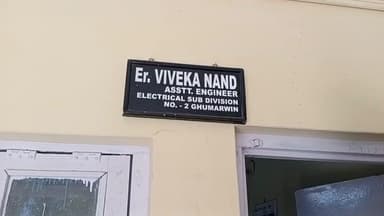 Er. VIVEKA NAND
ASSTT. ENGINEER
ELECTRICAL SUB DIVISION
NO. - 2 GHUMARWIN